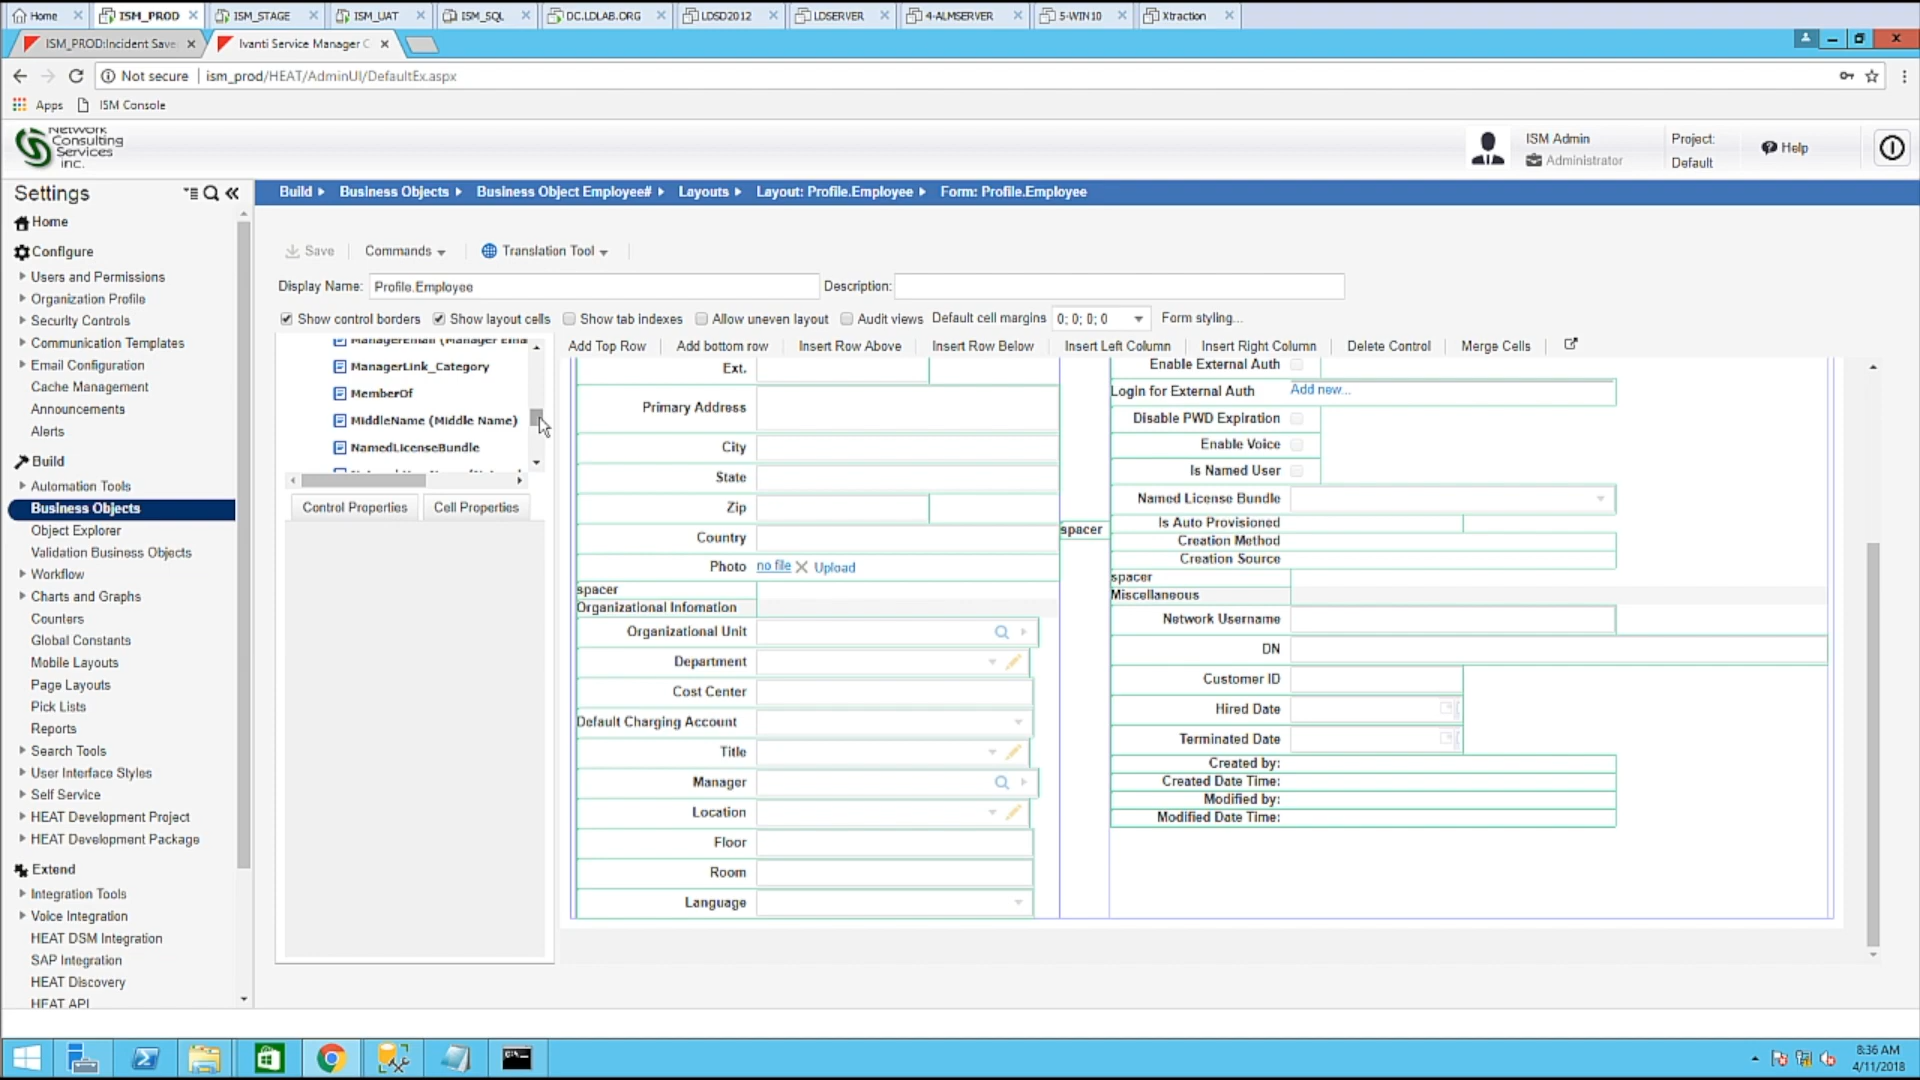 Home
ISM_PROD
ISM_STAGE
ISM_UAT
ISM_SQL
DC.LDLAB.ORG
LDSD2012
LDSERVER
4-ALMSERVER
5-WIN10
Xtraction
ISM_PROD:Incident Save
Ivanti Service Manager C
Not secure | ism_prod/HEAT/AdminUI/DefaultEx.aspx
Apps
ISM Console
Network
Consulting
Services
inc.
ISM Admin
Administrator
Project:
Default
Help
Settings
Build
Business Objects
Business Object Employee#
Layouts
Layout: Profile.Employee
Form: Profile.Employee
Home
Configure
Users and Permissions
Organization Profile
Security Controls
Communication Templates
Email Configuration
Cache Management
Announcements
Alerts
Build
Automation Tools
Business Objects
Object Explorer
Validation Business Objects
Workflow
Charts and Graphs
Counters
Global Constants
Mobile Layouts
Page Layouts
Pick Lists
Reports
Search Tools
User Interface Styles
Self Service
HEAT Development Project
HEAT Development Package
Extend
Integration Tools
Voice Integration
HEAT DSM Integration
SAP Integration
HEAT Discovery
HEAT API
Save
Commands
Translation Tool
Display Name: Profile.Employee
Description:
Show control borders
Show layout cells
Show tab indexes
Allow uneven layout
Audit views
Default cell margins 0; 0; 0; 0
Form styling...
ManagerEmail (Manager Emai
ManagerLink_Category
MemberOf
MiddleName (Middle Name)
NamedLicenseBundle
Control Properties
Cell Properties
Add Top Row
Add bottom row
Insert Row Above
Insert Row Below
Insert Left Column
Insert Right Column
Delete Control
Merge Cells
Ext.
Primary Address
City
State
Zip
Country
Photo no file Upload
spacer
Organizational Infomation
Organizational Unit
Department
Cost Center
Default Charging Account
Title
Manager
Location
Floor
Room
Language
spacer
Enable External Auth
Login for External Auth Add new...
Disable PWD Expiration
Enable Voice
Is Named User
Named License Bundle
Is Auto Provisioned
Creation Method
Creation Source
spacer
Miscellaneous
Network Username
DN
Customer ID
Hired Date
Terminated Date
Created by:
Created Date Time:
Modified by:
Modified Date Time:
8:36 AM
4/11/2018